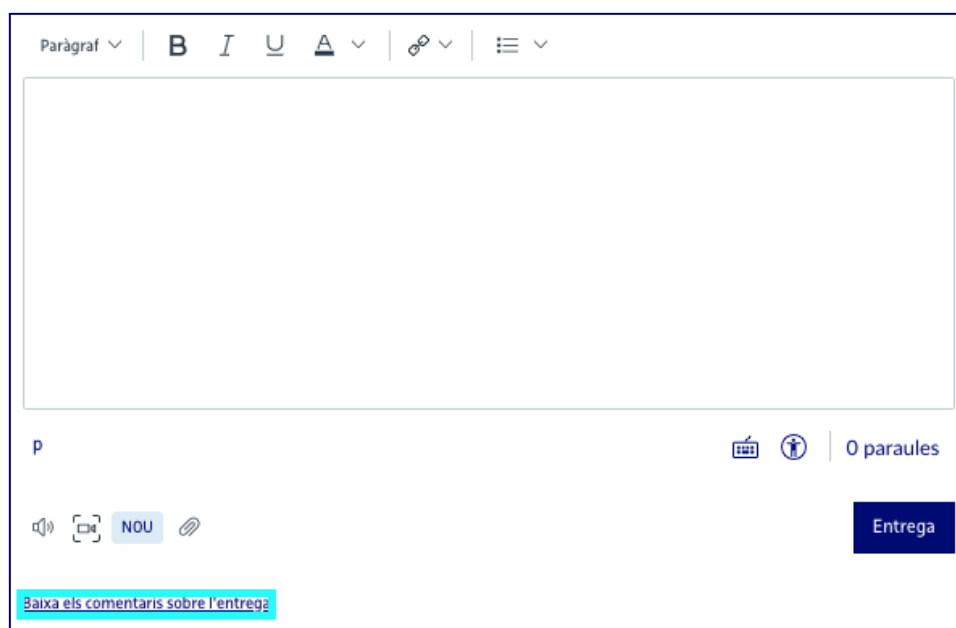 Paràgraf B I U A
p
0 paraules
NOU
Entrega
Baixa els comentaris sobre l'entrega